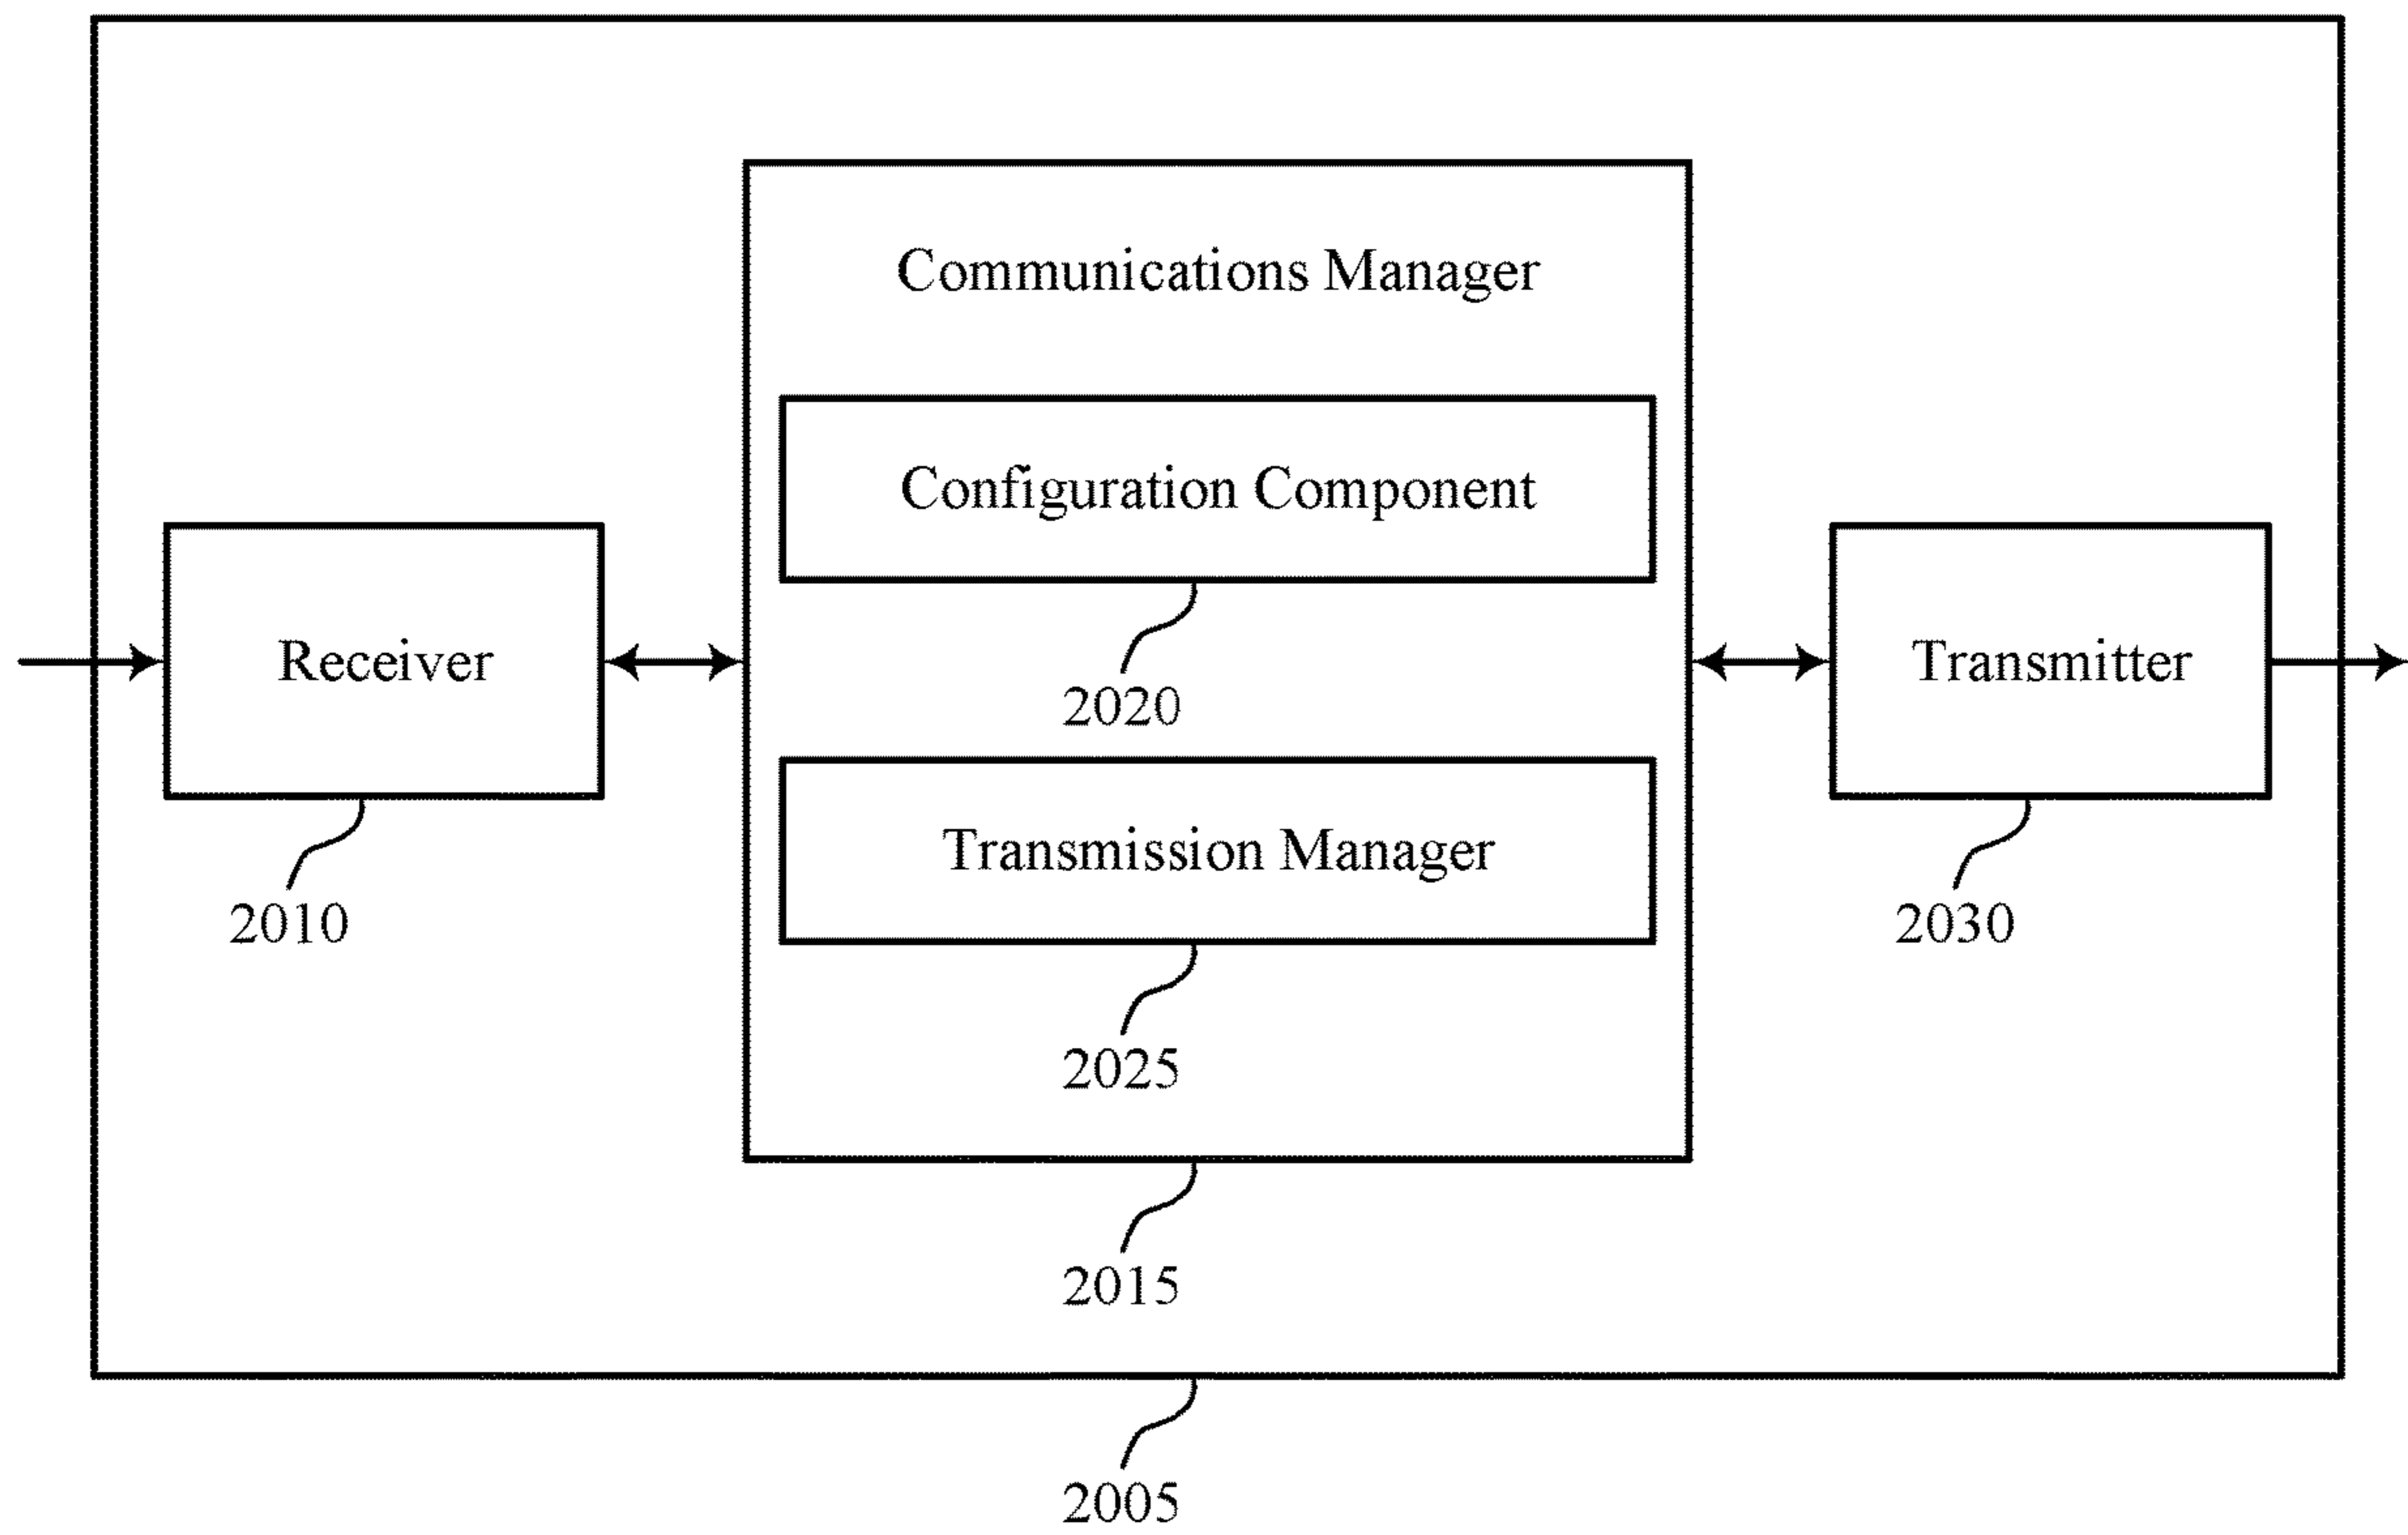 Communications Manager
Configuration Component
Receiver
Transmitter
2020
Transmission Manager
2010
2030
2025
2015
2005